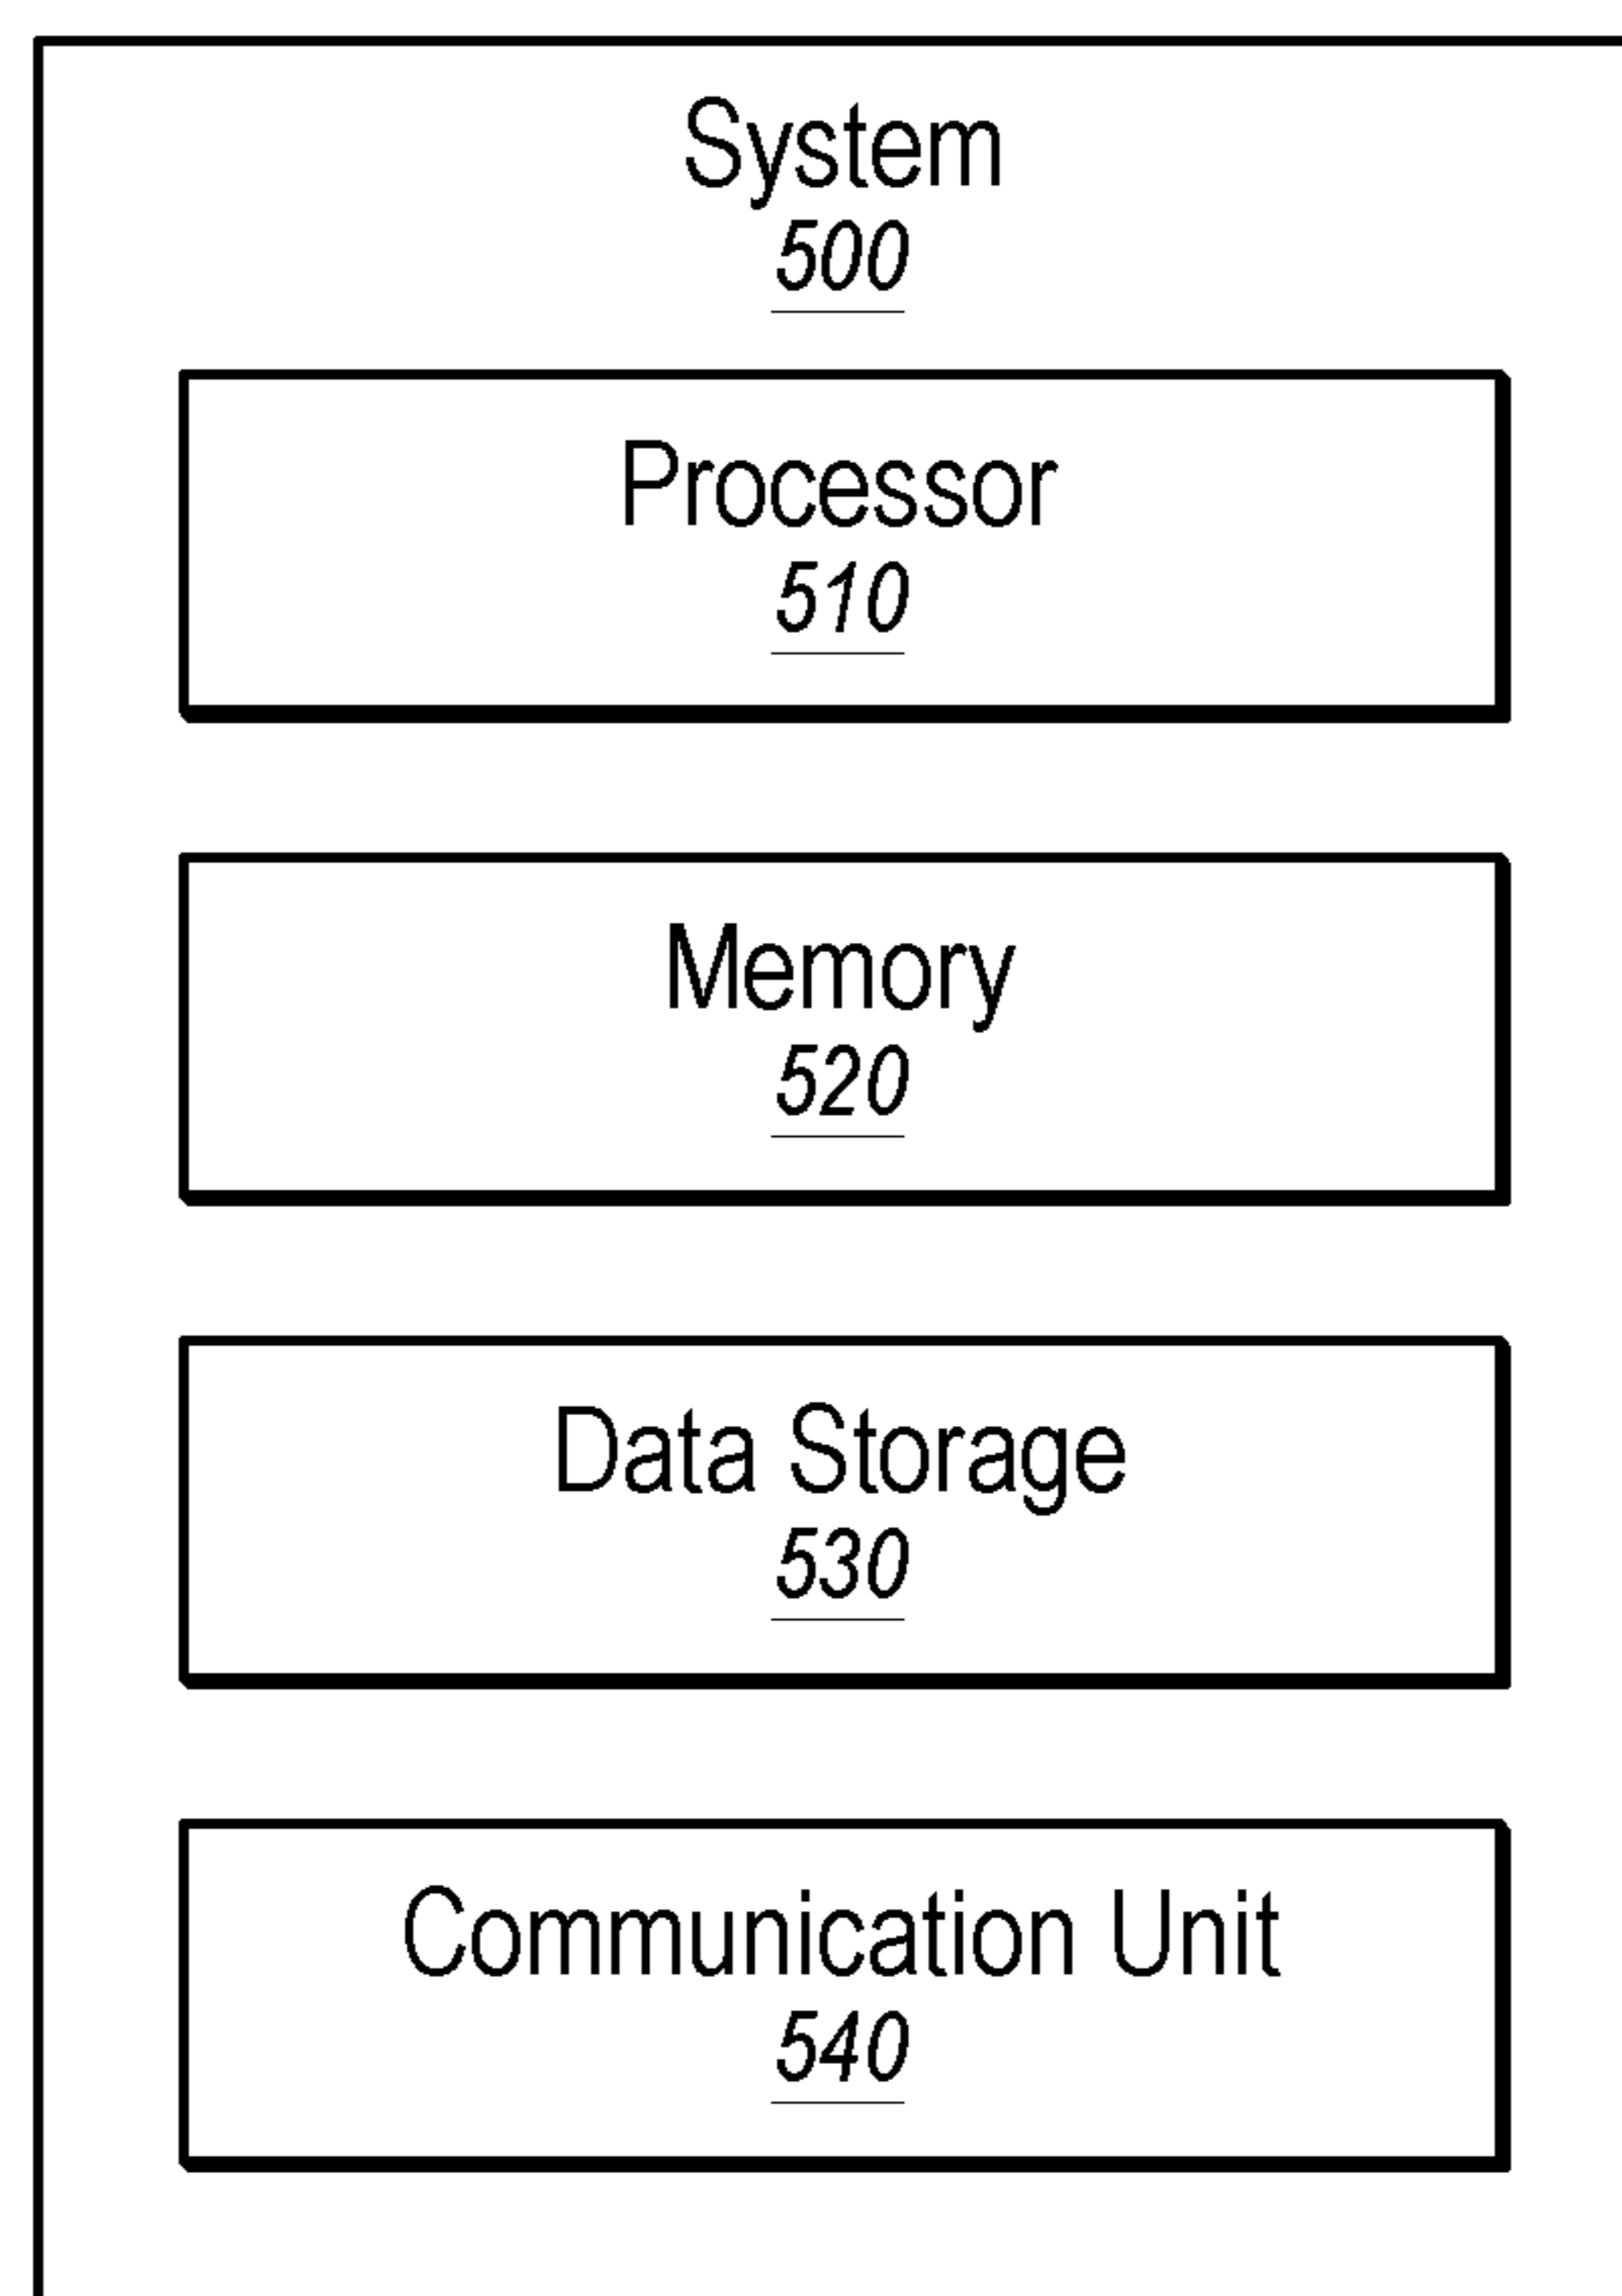 System
500
Processor
510
Memory
520
Data Storage
530
Communication Unit
540